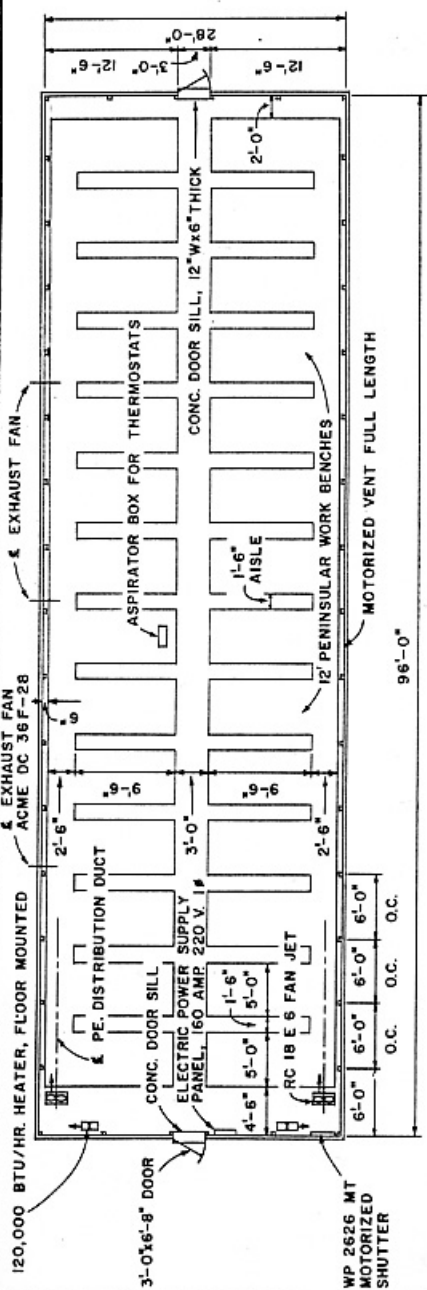 120,000 BTU/HR. HEATER, FLOOR MOUNTED
℄ EXHAUST FAN
ACME DC 36F-28
℄ EXHAUST FAN
℄ PE. DISTRIBUTION DUCT
6"
2'-6"
9'-6"
3'-0"
9'-6"
2'-6"
ASPIRATOR BOX FOR THERMOSTATS
CONC. DOOR SILL
ELECTRIC POWER SUPPLY
PANEL, 160 AMP. 220 V. 1ø
CONC. DOOR SILL, 12"Wx6"THICK
3'-0"x6'-8" DOOR
4'-6"
5'-0"
1'-6"
5'-0"
RC 18 E 6 FAN JET
1'-6"
AISLE
12' PENINSULAR WORK BENCHES
2'-0"
12'-6"
3'-0"
12'-6"
28'-0"
WP 2626 MT
MOTORIZED
SHUTTER
6'-0"
6'-0"
O.C.
6'-0"
O.C.
6'-0"
O.C.
MOTORIZED VENT FULL LENGTH
96'-0"